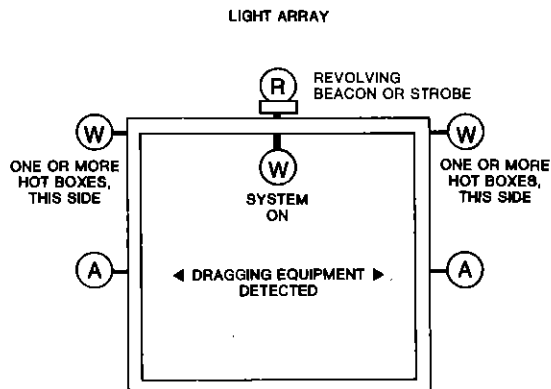 LIGHT ARRAY
R
REVOLVING
BEACON OR STROBE
W
W
ONE OR MORE
HOT BOXES,
THIS SIDE
W
SYSTEM
ON
ONE OR MORE
HOT BOXES,
THIS SIDE
A
◄ DRAGGING EQUIPMENT ►
DETECTED
A